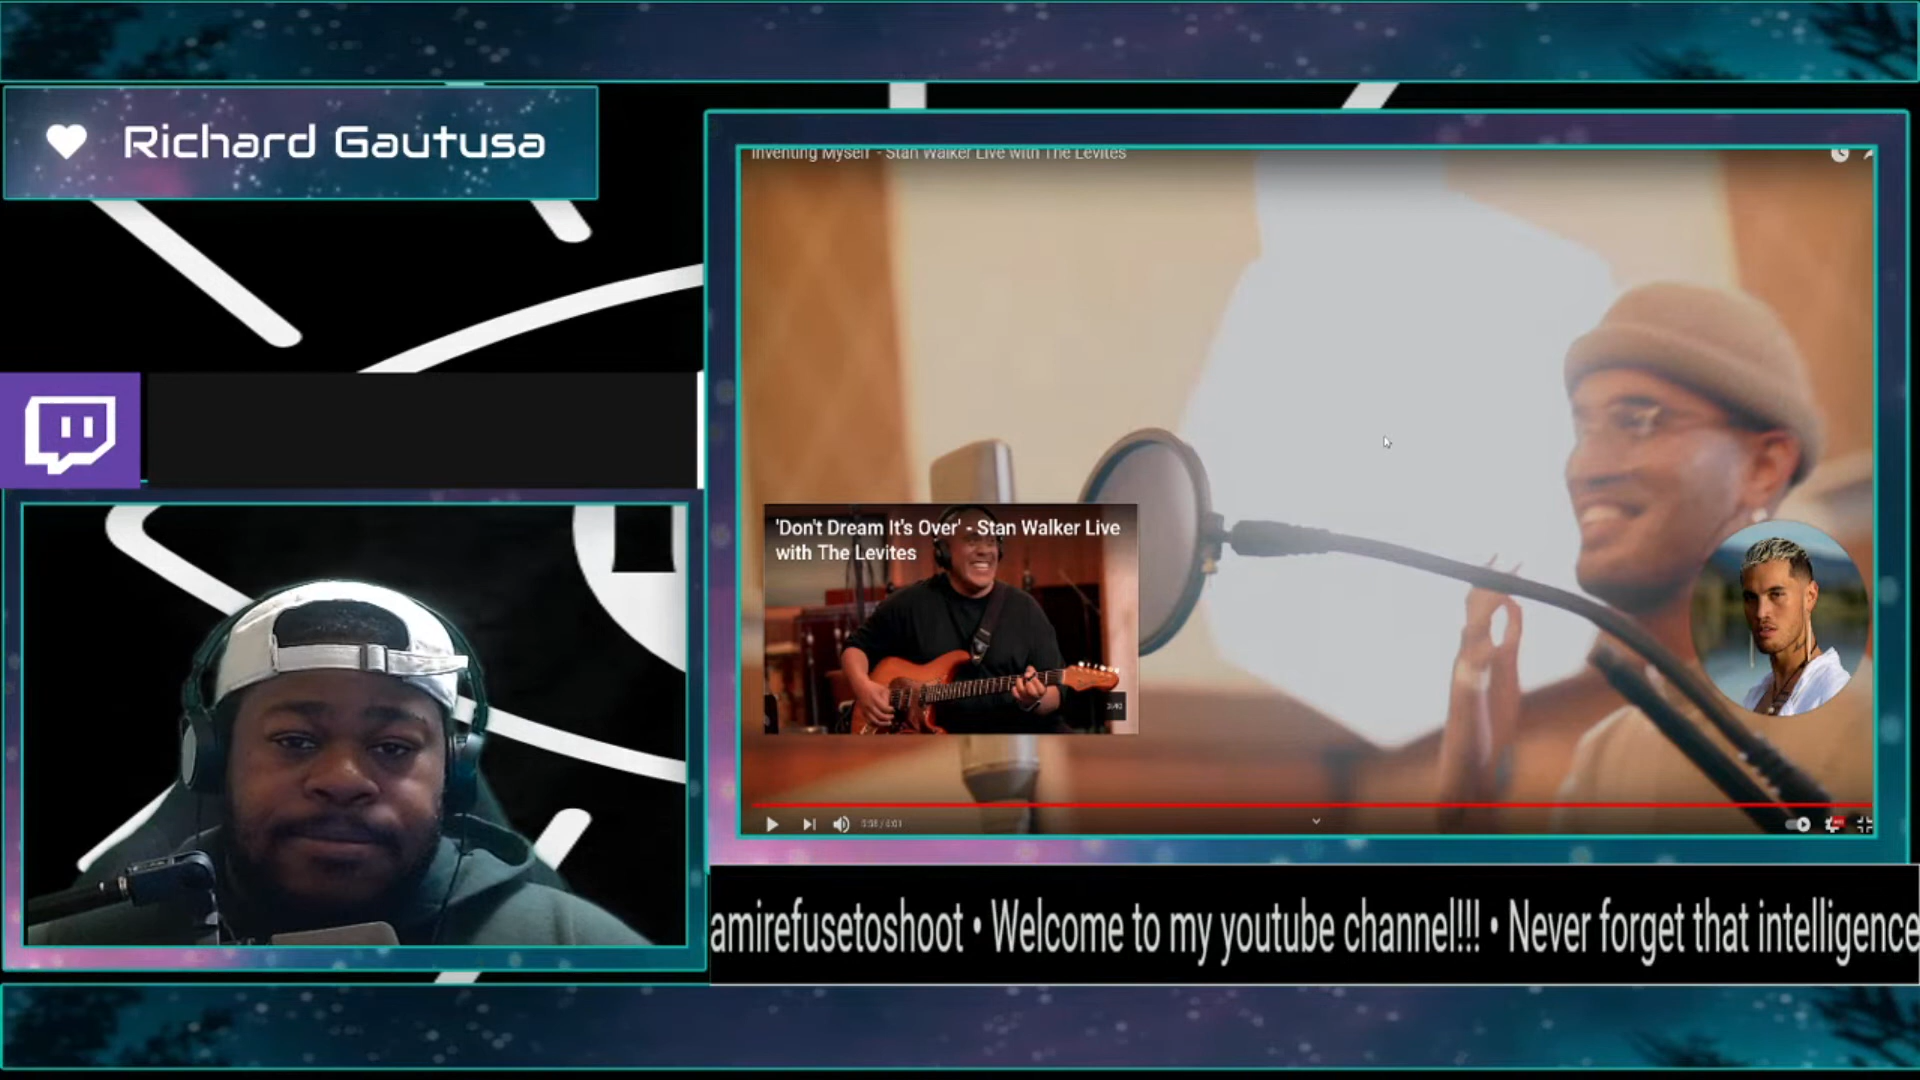 Richard Gautusa
Inventing Myself' - Stan Walker Live with The Levites
'Don't Dream It's Over' - Stan Walker Live
with The Levites
amirefusetoshoot • Welcome to my youtube channel!!! • Never forget that intelligence